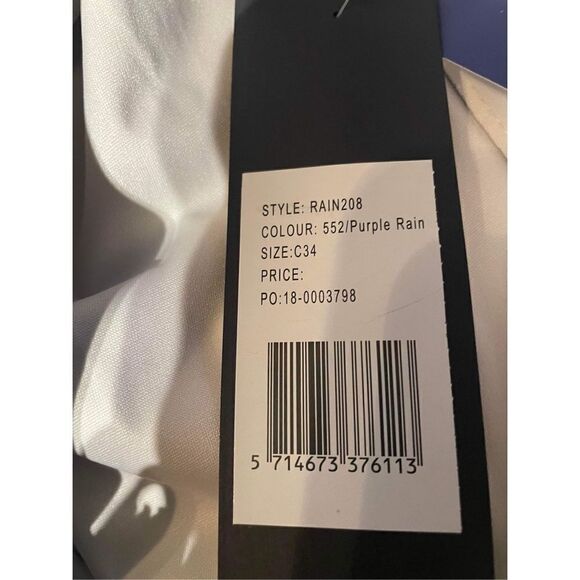 STYLE: RAIN208
COLOUR: 552/Purple Rain
SIZE:C34
PRICE:
PO:18-0003798
5 714673 376113